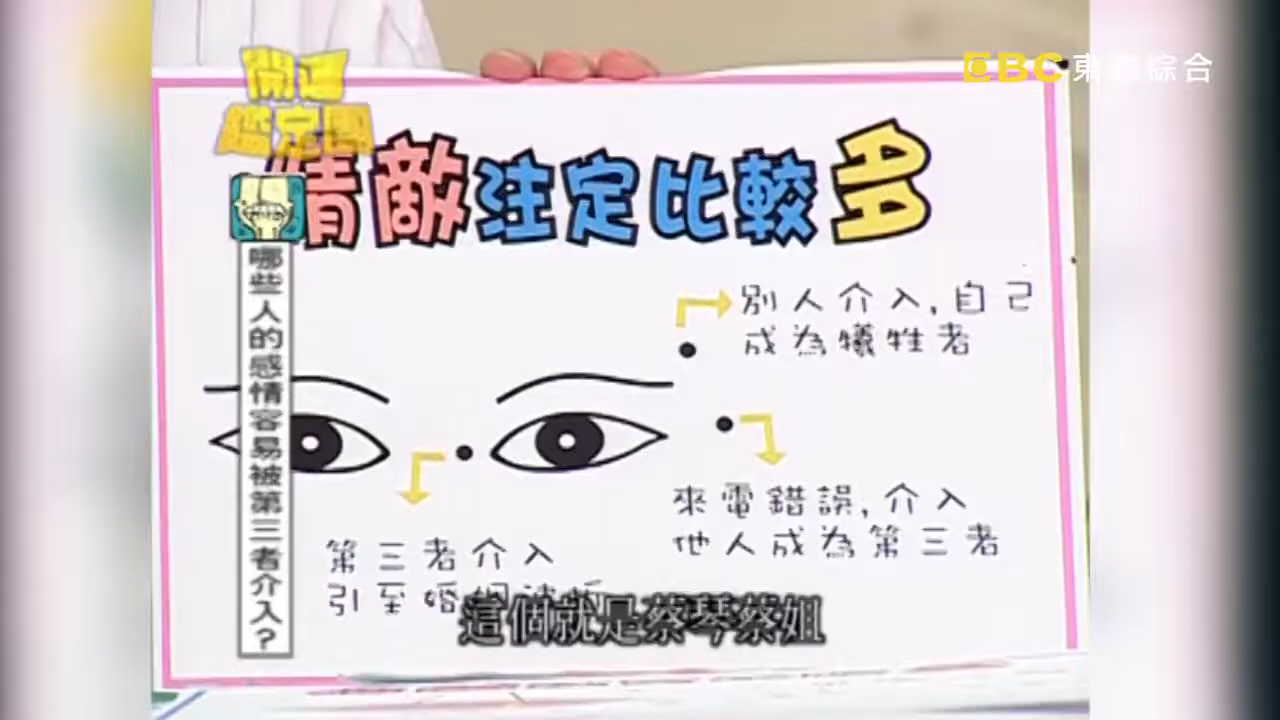 開運
鑑定團
EBC 東森綜合
情敵注定比較多
哪些人的感情容易被第三者介入?
別人介入,自己
成為犧牲者
來電錯誤,介入
他人成為第三者
第三者介入
引至婚姻
這個就是蔡琴蔡姐